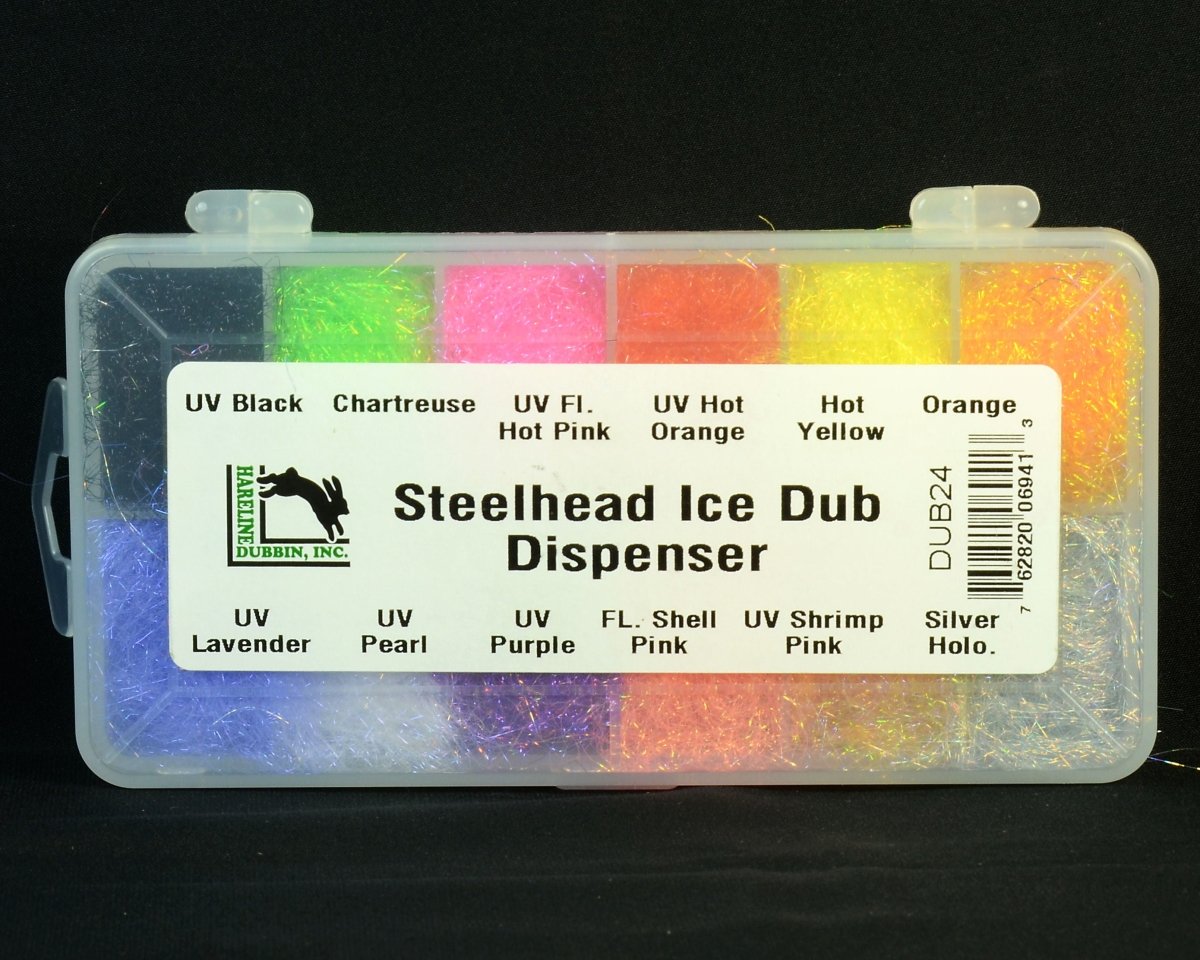 UV Black
Chartreuse
UV Fl.
Hot Pink
UV Hot
Orange
Hot
Yellow
Orange
HARELINE
DUBBIN, INC.
Steelhead Ice Dub
Dispenser
DUB24
7 62820 06941 3
UV
Lavender
UV
Pearl
UV
Purple
FL. Shell
Pink
UV Shrimp
Pink
Silver
Holo.